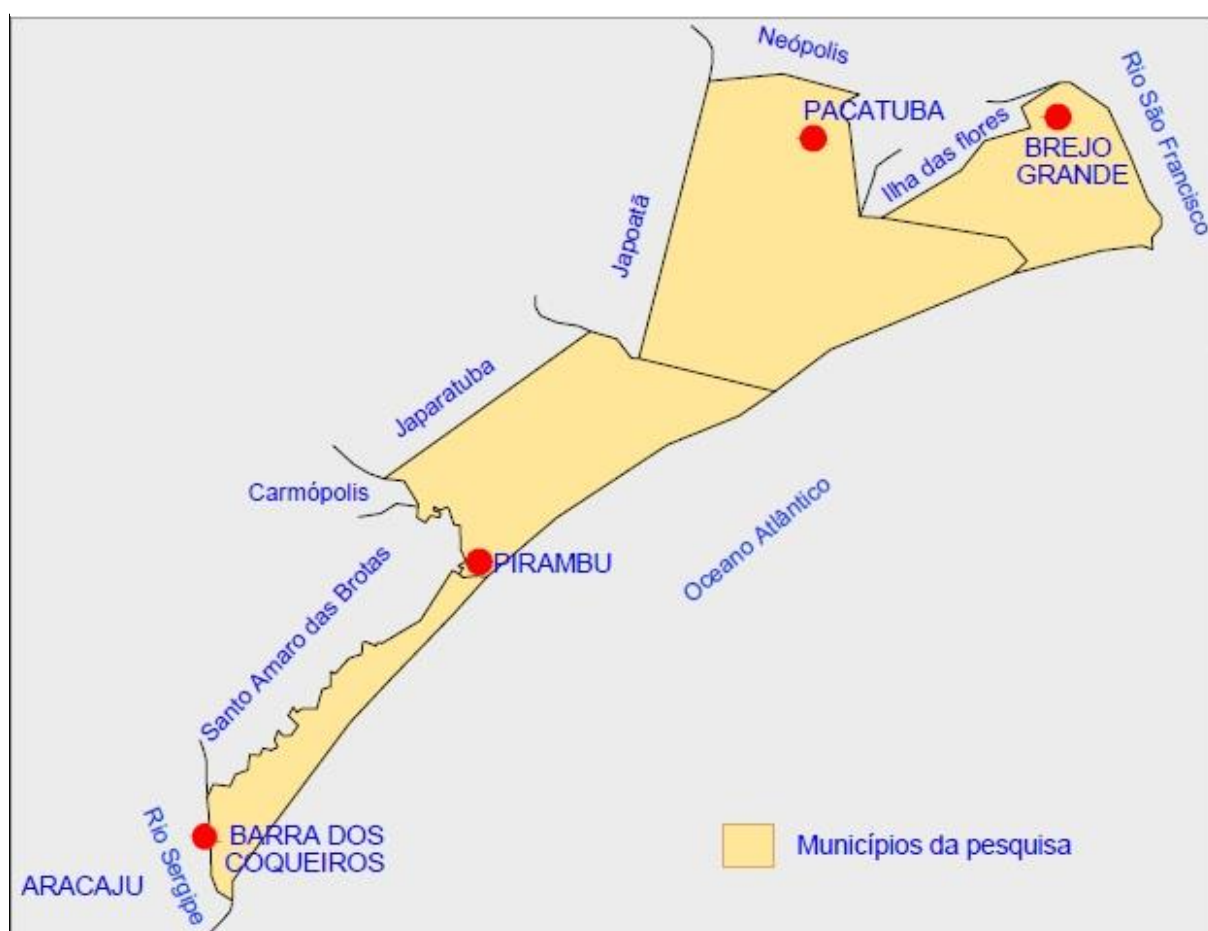 Neópolis
Rio São Francisco
PACATUBA
Ilha das flores
BREJO
GRANDE
Japoatã
Japaratuba
Carmópolis
Oceano Atlântico
PIRAMBU
Santo Amaro das Brotas
Rio Sergipe
BARRA DOS
COQUEIROS
Municípios da pesquisa
ARACAJU